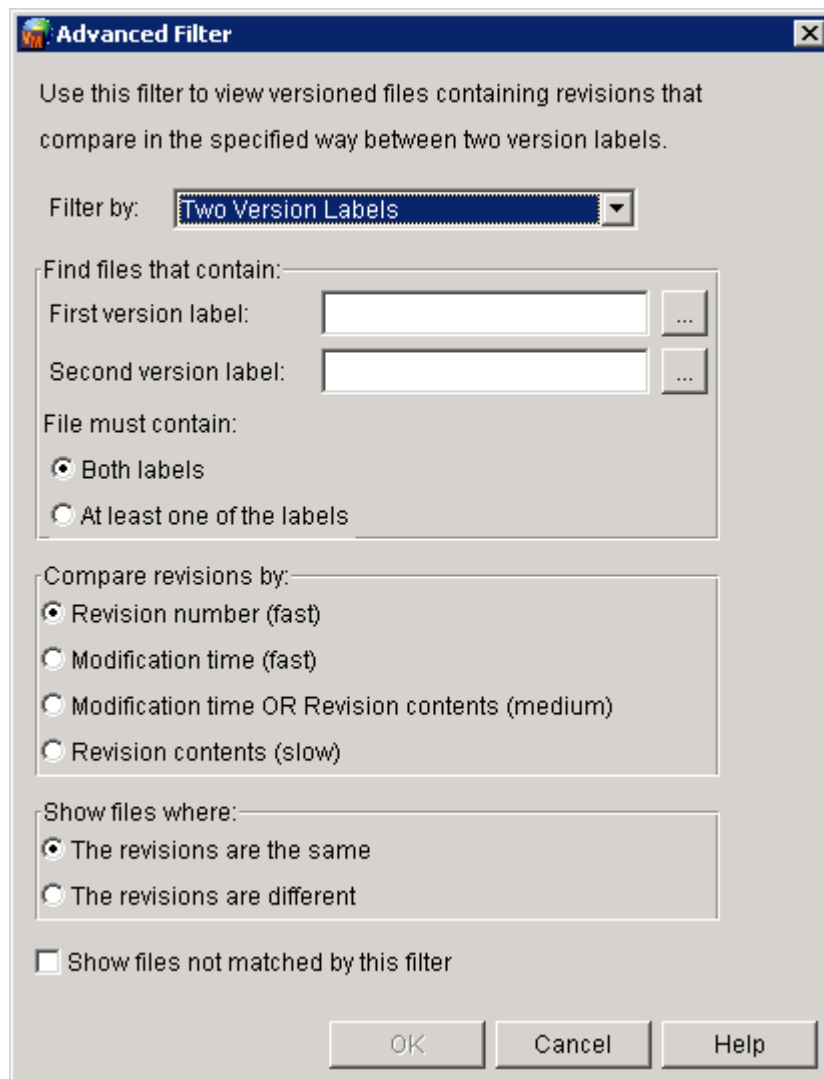 Advanced Filter
Use this filter to view versioned files containing revisions that
compare in the specified way between two version labels.
Filter by: Two Version Labels
Find files that contain:
First version label: ...
Second version label: ...
File must contain:
Both labels
At least one of the labels
Compare revisions by:
Revision number (fast)
Modification time (fast)
Modification time OR Revision contents (medium)
Revision contents (slow)
Show files where:
The revisions are the same
The revisions are different
Show files not matched by this filter
OK Cancel Help